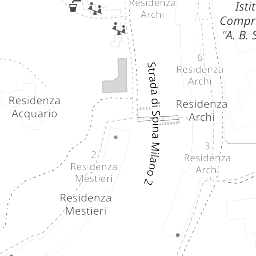 Residenza
Archi
Istit
Compr
"A. B. S
6
Archi
Residenza
Acquario
Residenza
Archi
Strada di Spina Milano 2
2
Residenza
Mestieri
3
Residenza
Archi
Residenza
Mestieri